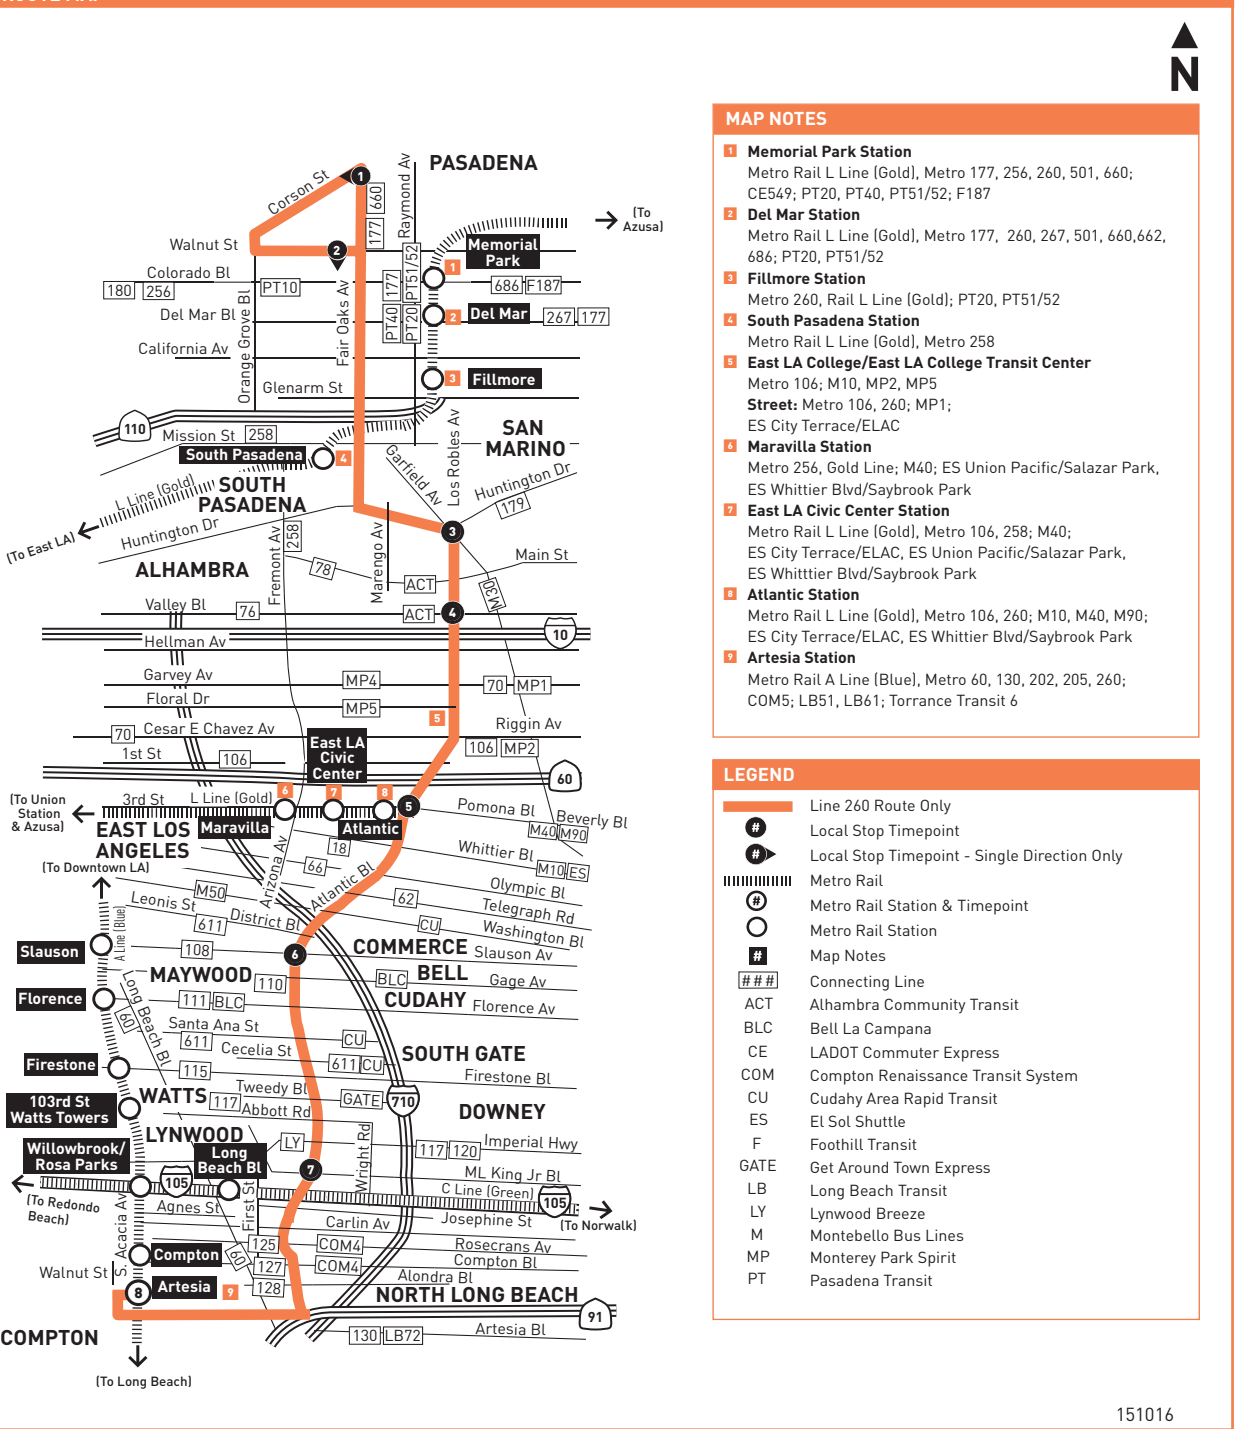 N
MAP NOTES
1 Memorial Park Station
Metro Rail L Line (Gold), Metro 177, 256, 260, 501, 660;
CE549; PT20, PT40, PT51/52; F187
2 Del Mar Station
Metro Rail L Line (Gold), Metro 177, 260, 267, 501, 660,662,
686; PT20, PT51/52
3 Fillmore Station
Metro 260, Rail L Line (Gold); PT20, PT51/52
4 South Pasadena Station
Metro Rail L Line (Gold), Metro 258
5 East LA College/East LA College Transit Center
Metro 106; M10, MP2, MP5
Street: Metro 106, 260; MP1;
ES City Terrace/ELAC
6 Maravilla Station
Metro 256, Gold Line; M40; ES Union Pacific/Salazar Park,
ES Whittier Blvd/Saybrook Park
7 East LA Civic Center Station
Metro Rail L Line (Gold), Metro 106, 258; M40;
ES City Terrace/ELAC, ES Union Pacific/Salazar Park,
ES Whitttier Blvd/Saybrook Park
8 Atlantic Station
Metro Rail L Line (Gold), Metro 106, 260; M10, M40, M90;
ES City Terrace/ELAC, ES Whittier Blvd/Saybrook Park
9 Artesia Station
Metro Rail A Line (Blue), Metro 60, 130, 202, 205, 260;
COM5; LB51, LB61; Torrance Transit 6
LEGEND
Line 260 Route Only
# Local Stop Timepoint
# Local Stop Timepoint - Single Direction Only
Metro Rail
# Metro Rail Station & Timepoint
Metro Rail Station
# Map Notes
### Connecting Line
ACT Alhambra Community Transit
BLC Bell La Campana
CE LADOT Commuter Express
COM Compton Renaissance Transit System
CU Cudahy Area Rapid Transit
ES El Sol Shuttle
F Foothill Transit
GATE Get Around Town Express
LB Long Beach Transit
LY Lynwood Breeze
M Montebello Bus Lines
MP Monterey Park Spirit
PT Pasadena Transit
151016
PASADENA
Corson St
1
660
177
Raymond Av
(To
Azusa)
Walnut St
2
Memorial
Park
1
Colorado Bl
180 256
PT10
177
PT51/52
686 F187
Orange Grove Bl
Fair Oaks Av
Del Mar Bl
PT40
PT20
2
Del Mar
267 177
California Av
Glenarm St
3
Fillmore
110
Mission St 258
South Pasadena
4
Garfield Av
Los Robles Av
SAN
MARINO
L Line (Gold)
SOUTH
PASADENA
Huntington Dr
179
(To East LA)
Huntington Dr
Fremont Av
258
Marengo Av
3
ALHAMBRA
78
Main St
ACT
M30
Valley Bl
76
ACT
4
10
Hellman Av
Garvey Av
MP4
70 MP1
Floral Dr
MP5
5
Riggin Av
70
Cesar E Chavez Av
1st St
106
East LA
Civic
Center
106 MP2
60
(To Union
Station
& Azusa)
3rd St
L Line (Gold)
6
7
8
5
Pomona Bl
Beverly Bl
EAST LOS
ANGELES
Maravilla
Atlantic
M40 M90
(To Downtown LA)
Arizona Av
18
Whittier Bl
M10 ES
66
Atlantic Bl
Olympic Bl
M50
62
Telegraph Rd
Leonis St
611
District Bl
CU
Washington Bl
A Line (Blue)
Slauson
108
6
COMMERCE
Slauson Av
MAYWOOD
110
BLC
BELL
Gage Av
Florence
Long Beach Bl
60
111 BLC
CUDAHY
Florence Av
Santa Ana St
611
CU
Cecelia St
611 CU
SOUTH GATE
Firestone
115
Firestone Bl
WATTS
Tweedy Bl
GATE
710
103rd St
Watts Towers
117
Abbott Rd
DOWNEY
LYNWOOD
LY
Wright Rd
Imperial Hwy
117 120
Willowbrook/
Rosa Parks
Long
Beach Bl
7
ML King Jr Bl
105
C Line (Green)
105
(To Redondo
Beach)
S. Acacia Av
Agnes St
First St
Josephine St
(To Norwalk)
Carlin Av
Compton
60
125
COM4
Rosecrans Av
127
COM4
Compton Bl
Walnut St
Alondra Bl
8
Artesia
9
128
NORTH LONG BEACH
91
COMPTON
130 LB72
Artesia Bl
(To Long Beach)